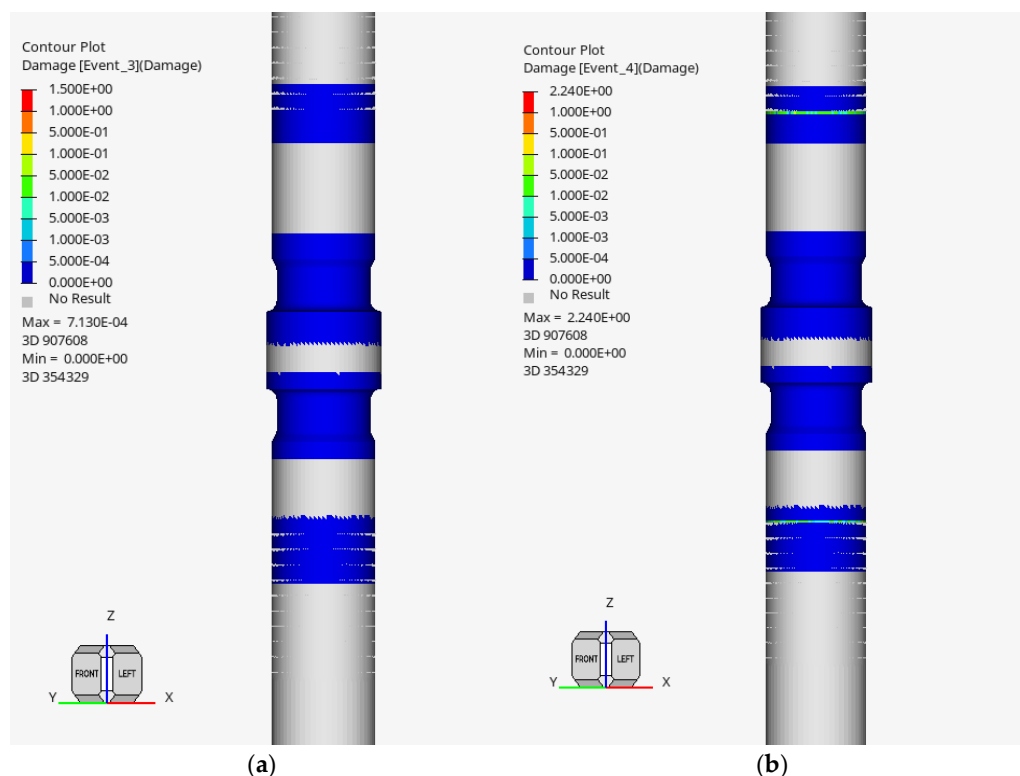 Contour Plot
Damage [Event_3](Damage)
1.500E+00
1.000E+00
5.000E-01
1.000E-01
5.000E-02
1.000E-02
5.000E-03
1.000E-03
5.000E-04
0.000E+00
No Result
Max = 7.130E-04
3D 907608
Min = 0.000E+00
3D 354329
Z
FRONT
LEFT
Y
X
(a)
Contour Plot
Damage [Event_4](Damage)
2.240E+00
1.000E+00
5.000E-01
1.000E-01
5.000E-02
1.000E-02
5.000E-03
1.000E-03
5.000E-04
0.000E+00
No Result
Max = 2.240E+00
3D 907608
Min = 0.000E+00
3D 354329
Z
FRONT
LEFT
Y
X
(b)